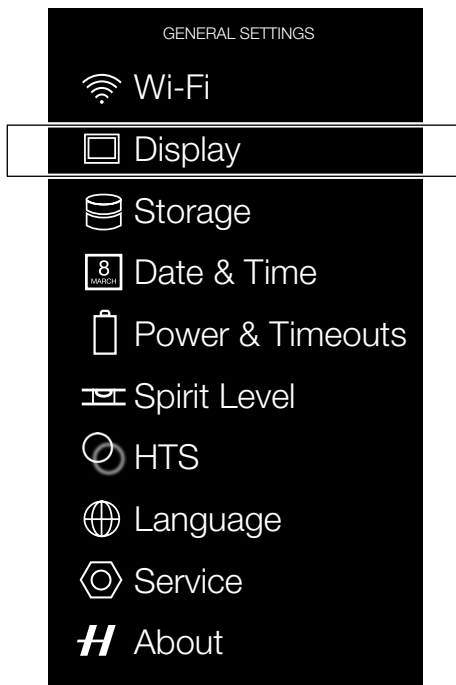 GENERAL SETTINGS
Wi-Fi
Display
Storage
8
MARCH
Date & Time
Power & Timeouts
Spirit Level
HTS
Language
Service
H About